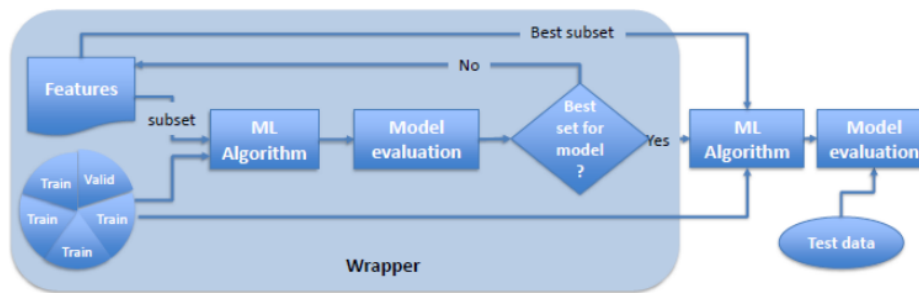 Best subset
No
Features
subset
ML
Algorithm
Model
evaluation
Best
set for
model
?
Yes
ML
Algorithm
Model
evaluation
Train
Valid
Train
Train
Train
Test data
Wrapper